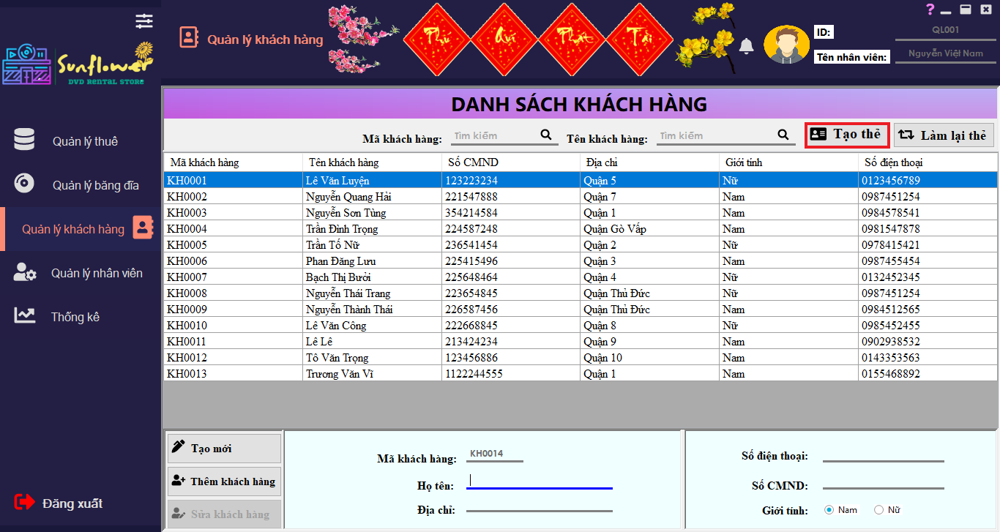 Quản lý khách hàng
Phú Quí Phát Tài
?
ID:
QL001
Tên nhân viên:
Nguyễn Việt Nam
Sunflower
DVD RENTAL STORE
Quản lý thuê
Quản lý băng đĩa
Quản lý khách hàng
Quản lý nhân viên
Thống kê
Đăng xuất
DANH SÁCH KHÁCH HÀNG
Mã khách hàng: Tìm kiếm Tên khách hàng: Tìm kiếm Tạo thẻ Làm lại thẻ
Mã khách hàng Tên khách hàng Số CMND Địa chỉ Giới tính Số điện thoại
KH0001 Lê Văn Luyện 123223234 Quận 5 Nữ 0123456789
KH0002 Nguyễn Quang Hải 221547888 Quận 7 Nam 0987451254
KH0003 Nguyễn Sơn Tùng 354214584 Quận 1 Nam 0984578541
KH0004 Trần Đình Trọng 224587248 Quận Gò Vấp Nam 0981547878
KH0005 Trần Tố Nữ 236541454 Quận 2 Nữ 0978415421
KH0006 Phan Đăng Lưu 225415496 Quận 3 Nam 0987455454
KH0007 Bạch Thị Bưởi 225648464 Quận 4 Nữ 0132452345
KH0008 Nguyễn Thái Trang 223654845 Quận Thủ Đức Nữ 0987451254
KH0009 Nguyễn Thành Thái 226587456 Quận Thủ Đức Nam 0984512565
KH0010 Lê Văn Công 222668845 Quận 8 Nữ 0985452455
KH0011 Lê Lê 213424234 Quận 9 Nam 0902938532
KH0012 Tô Văn Trọng 123456886 Quận 10 Nam 0143353563
KH0013 Trương Văn Vĩ 1122244555 Quận 1 Nam 0155468892
Tạo mới
Thêm khách hàng
Sửa khách hàng
Mã khách hàng: KH0014
Họ tên:
Địa chỉ:
Số điện thoại:
Số CMND:
Giới tính: Nam Nữ